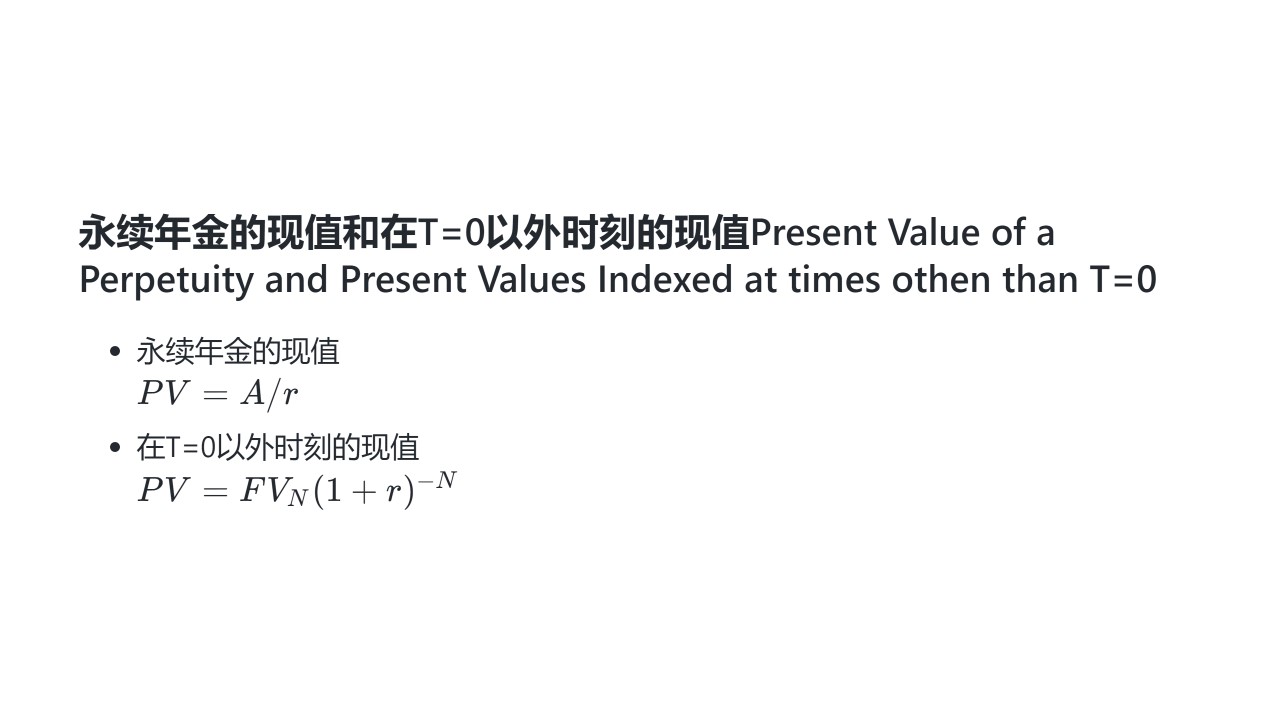 永续年金的现值和在T=0以外时刻的现值Present Value of a
Perpetuity and Present Values Indexed at times othen than T=0
• 永续年金的现值
PV = A/r
• 在T=0以外时刻的现值
PV = FV_N(1 + r)^{-N}